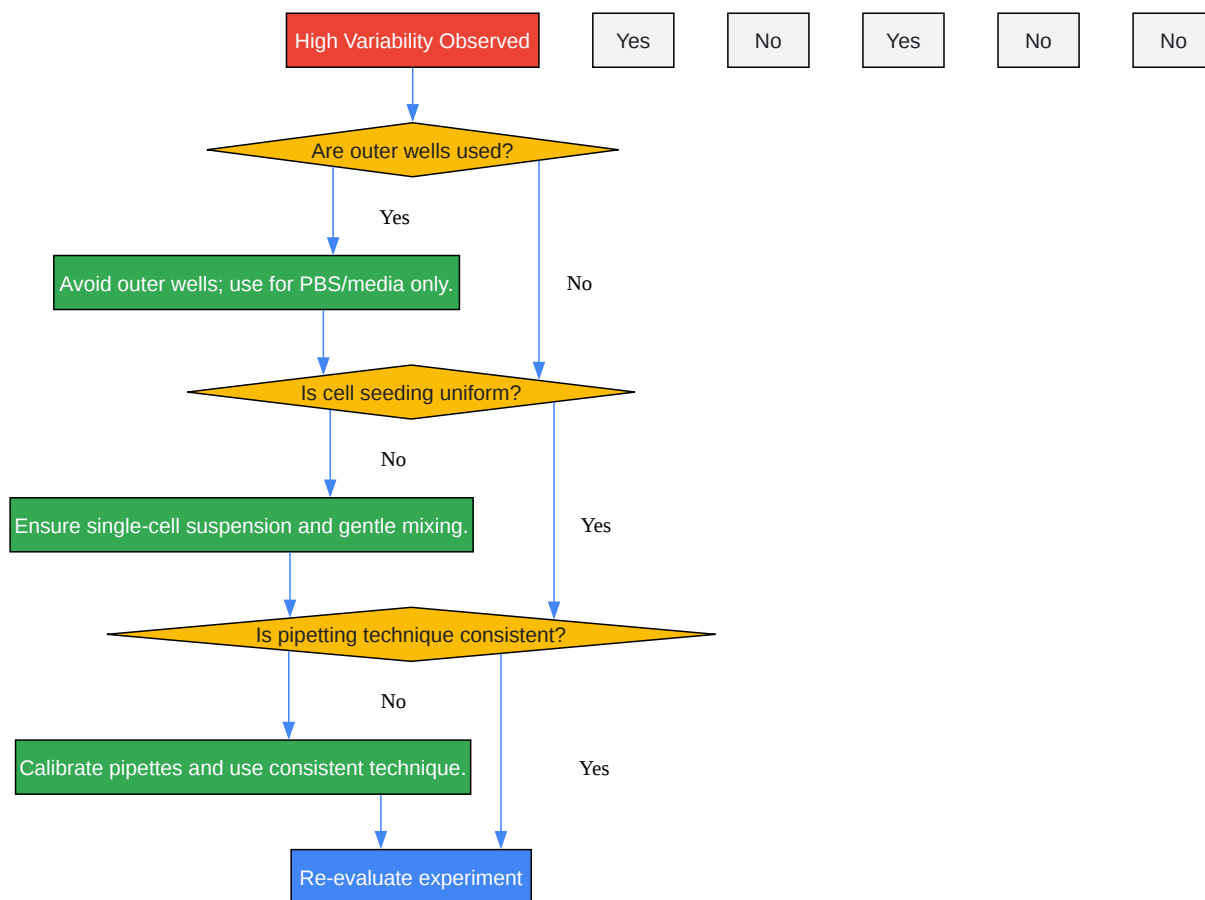 High Variability Observed
Yes
No
Yes
No
No
Are outer wells used?
Yes
Avoid outer wells; use for PBS/media only.
No
Is cell seeding uniform?
No
Ensure single-cell suspension and gentle mixing.
Yes
Is pipetting technique consistent?
No
Calibrate pipettes and use consistent technique.
Yes
Re-evaluate experiment